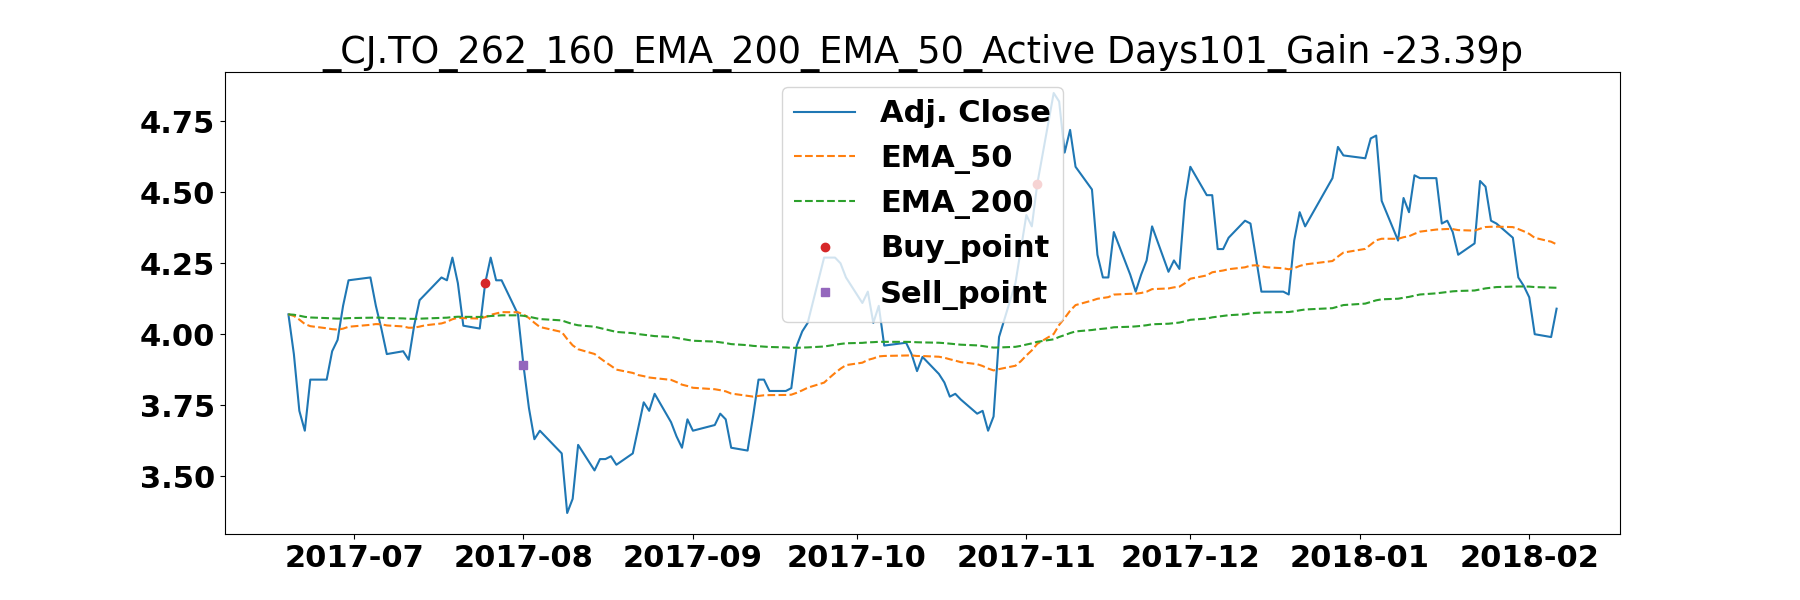 _CJ.TO_262_160_EMA_200_EMA_50_Active Days101_Gain -23.39p
Adj. Close
EMA_50
EMA_200
Buy_point
Sell_point
4.75
4.50
4.25
4.00
3.75
3.50
2017-07 2017-08 2017-09 2017-10 2017-11 2017-12 2018-01 2018-02